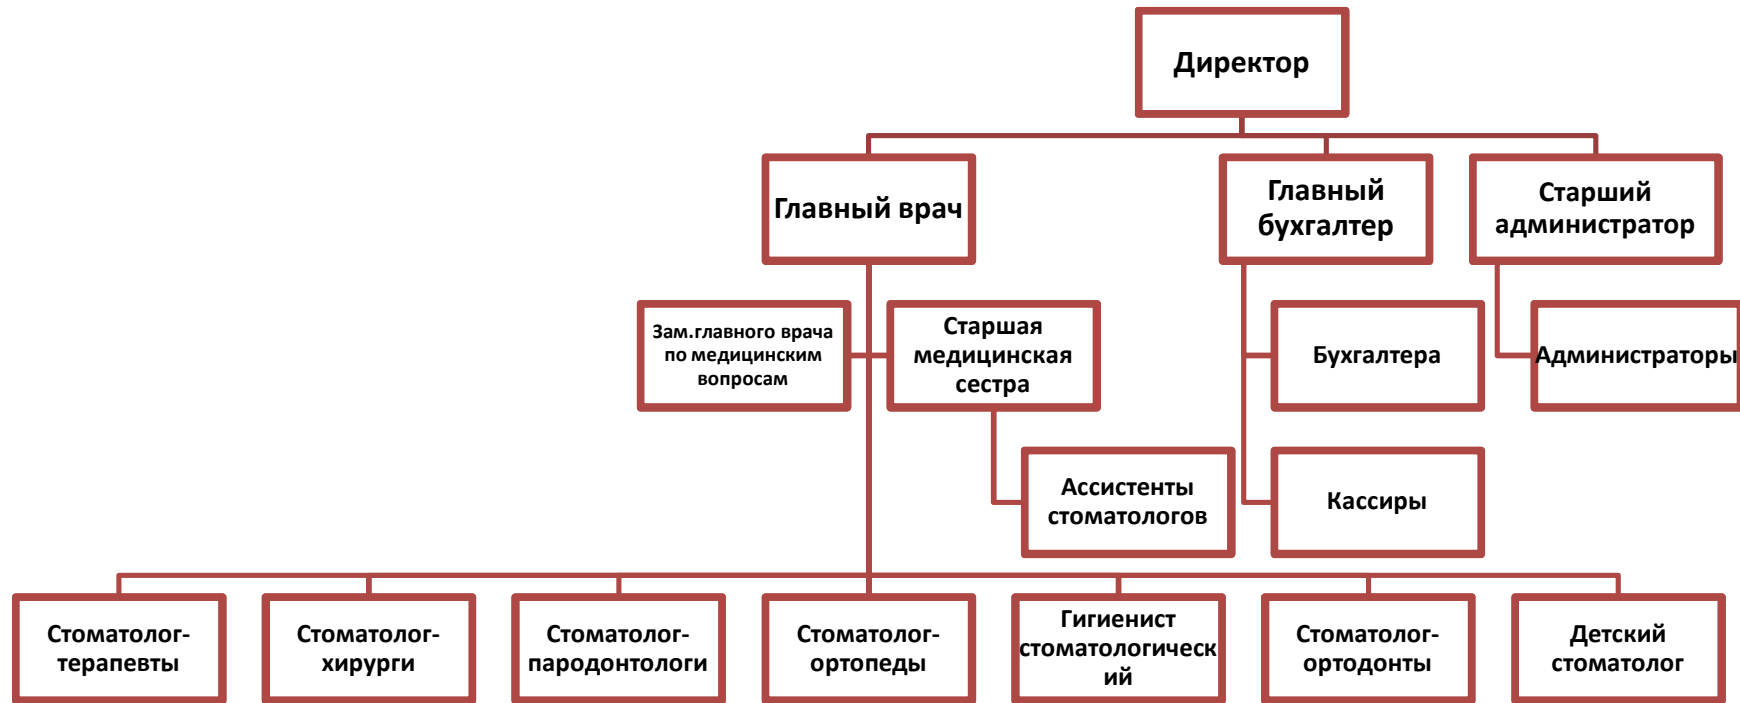 Директор
Главный врач
Главный
бухгалтер
Старший
администратор
Зам.главного врача
по медицинским
вопросам
Старшая
медицинская
сестра
Бухгалтера
Администраторы
Ассистенты
стоматологов
Кассиры
Стоматолог-
терапевты
Стоматолог-
хирурги
Стоматолог-
пародонтологи
Стоматолог-
ортопеды
Гигиенист
стоматологическ
ий
Стоматолог-
ортодонты
Детский
стоматолог